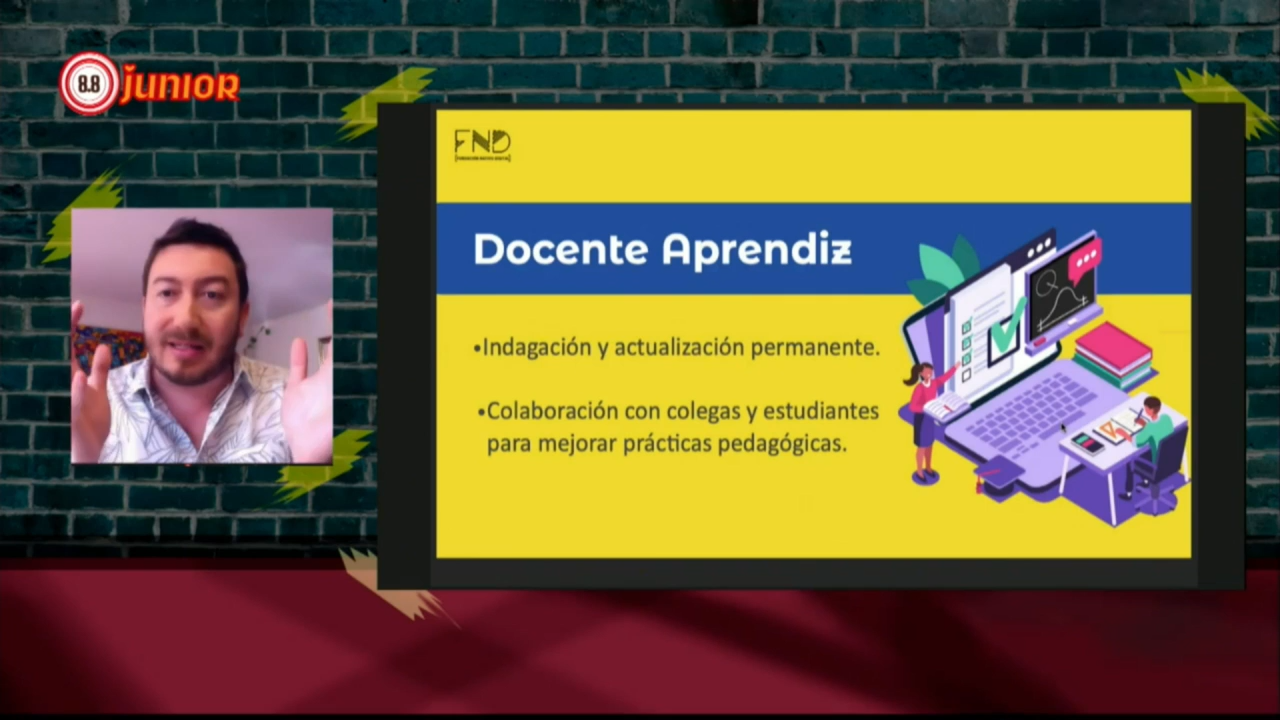 8.8 JUNIOR
FND
Docente Aprendiz
•Indagación y actualización permanente.
•Colaboración con colegas y estudiantes
para mejorar prácticas pedagógicas.